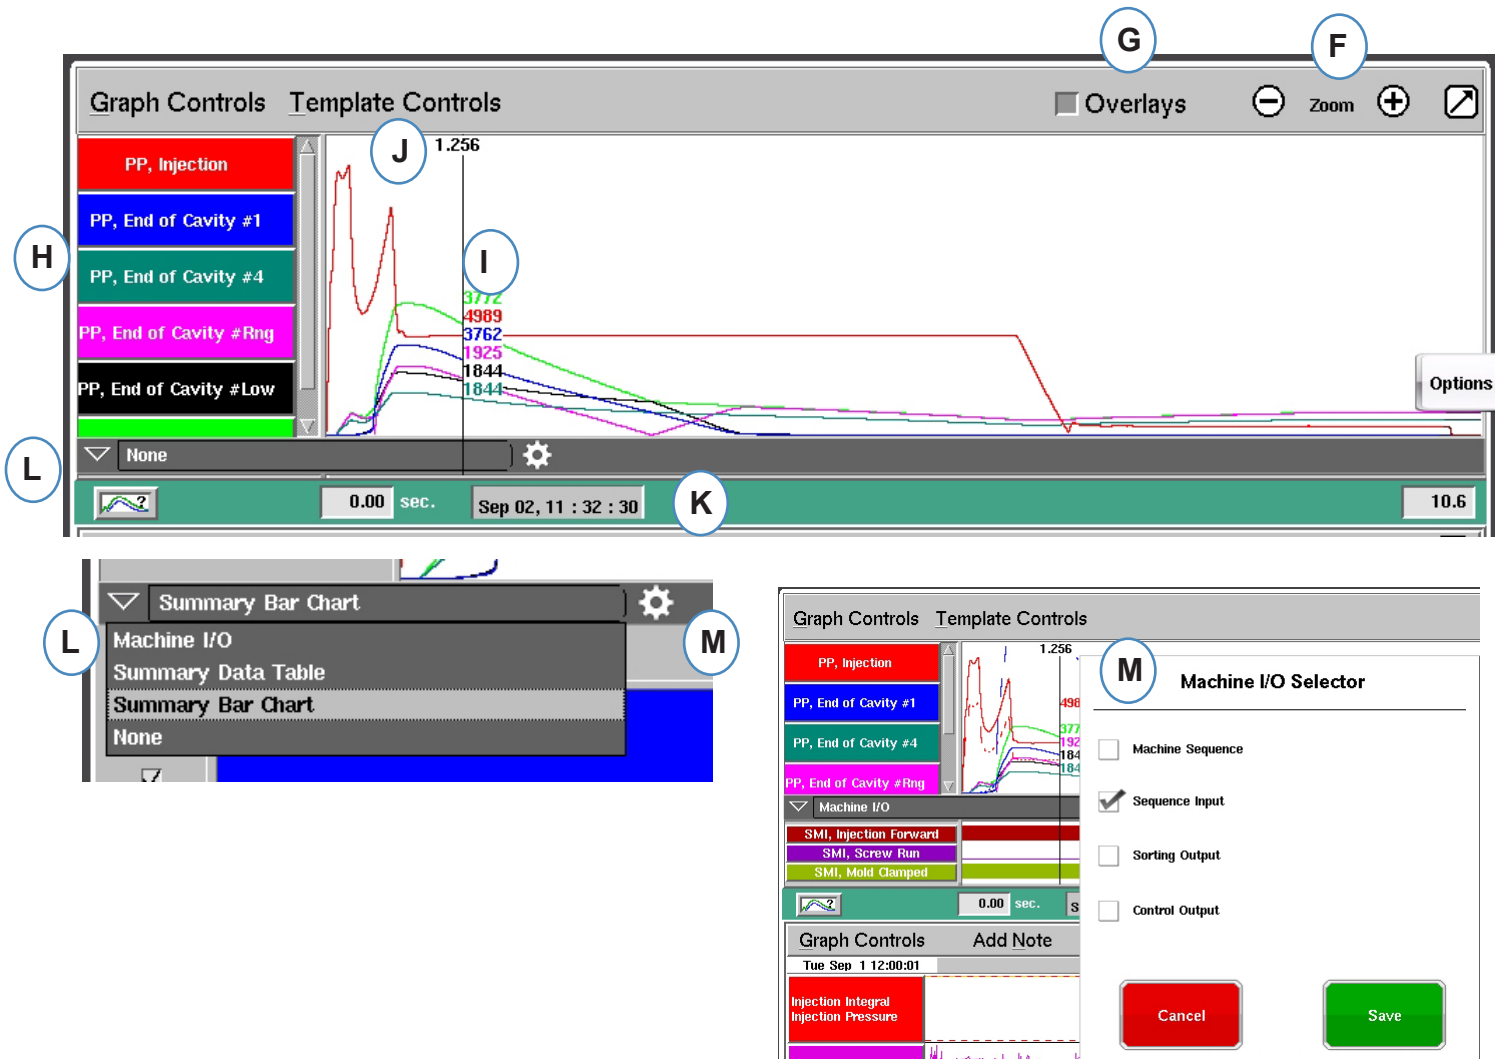 G
F
Graph Controls
Template Controls
Overlays
Zoom
J
1.256
PP, Injection
PP, End of Cavity #1
H
I
PP, End of Cavity #4
3772
4989
PP, End of Cavity #Rng
3762
1925
PP, End of Cavity #Low
1844
1844
Options
L
None
?
0.00 sec.
Sep 02, 11 : 32 : 30
K
10.6
Summary Bar Chart
L
Machine I/O
M
Summary Data Table
Summary Bar Chart
None
Graph Controls
Template Controls
1.256
M
PP, Injection
Machine I/O Selector
PP, End of Cavity #1
498
377
PP, End of Cavity #4
192
184
184
Machine Sequence
PP, End of Cavity #Rng
Machine I/O
Sequence Input
SMI, Injection Forward
SMI, Screw Run
Sorting Output
SMI, Mold Clamped
?
0.00 sec.
S
Control Output
Graph Controls
Add Note
Tue Sep 1 12:00:01
Injection Integral
Injection Pressure
Cancel
Save